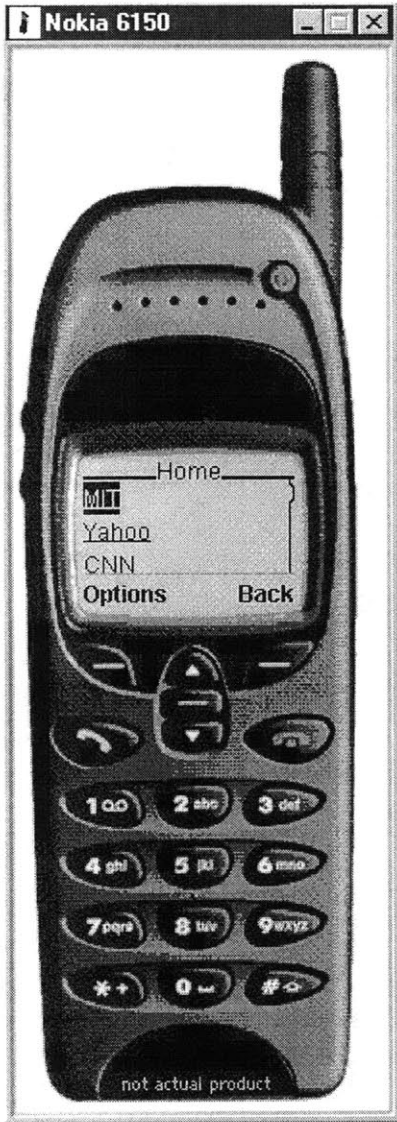 Nokia 6150
Home
MIT
Yahoo
CNN
Options Back
1 2 abc 3 def
4 ghi 5 jkl 6 mno
7 pqrs 8 tuv 9 wxyz
* + 0 #
not actual product